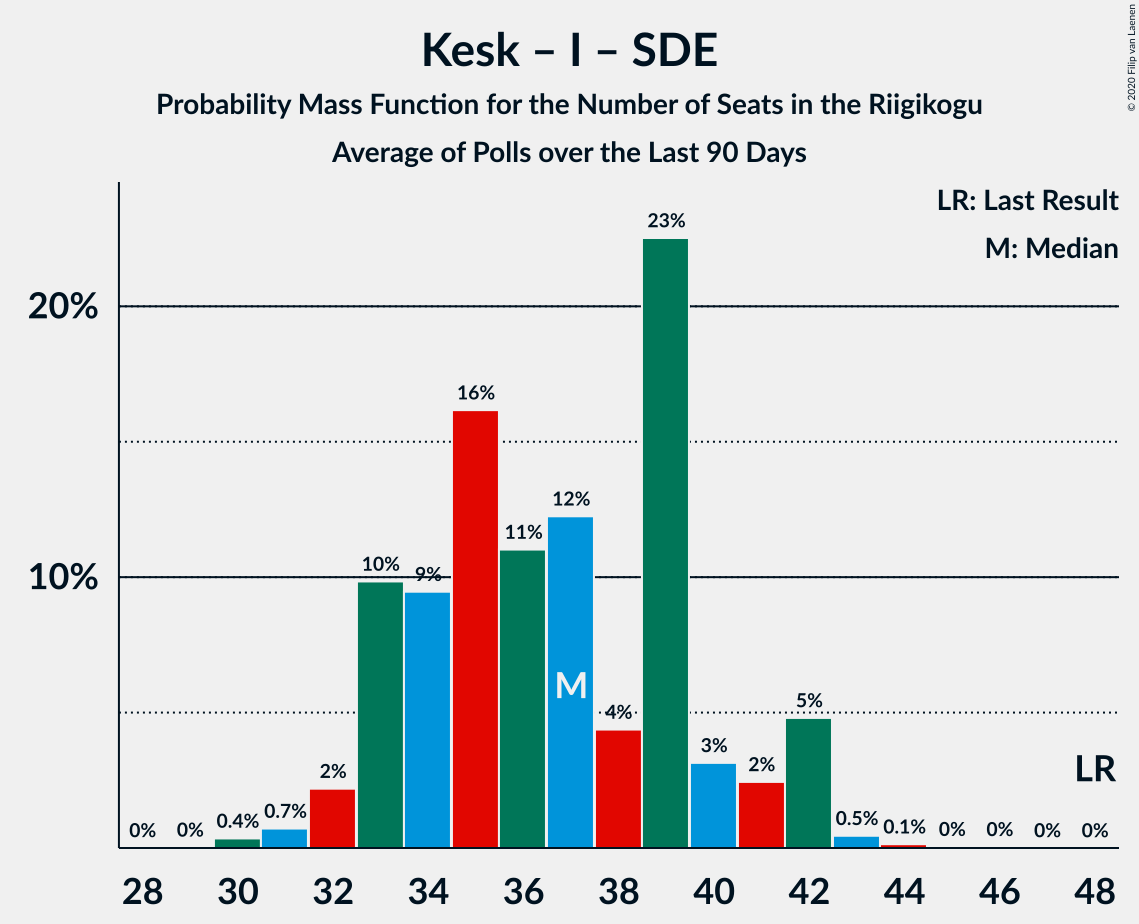 Kesk – I – SDE
Probability Mass Function for the Number of Seats in the Riigikogu
Average of Polls over the Last 90 Days
© 2020 Filip van Laenen
LR: Last Result
M: Median
20%
10%
0%
0%
0.4%
0.7%
2%
10%
9%
16%
11%
12%
4%
23%
3%
2%
5%
0.5%
0.1%
0%
0%
0%
0%
M
LR
28 30 32 34 36 38 40 42 44 46 48